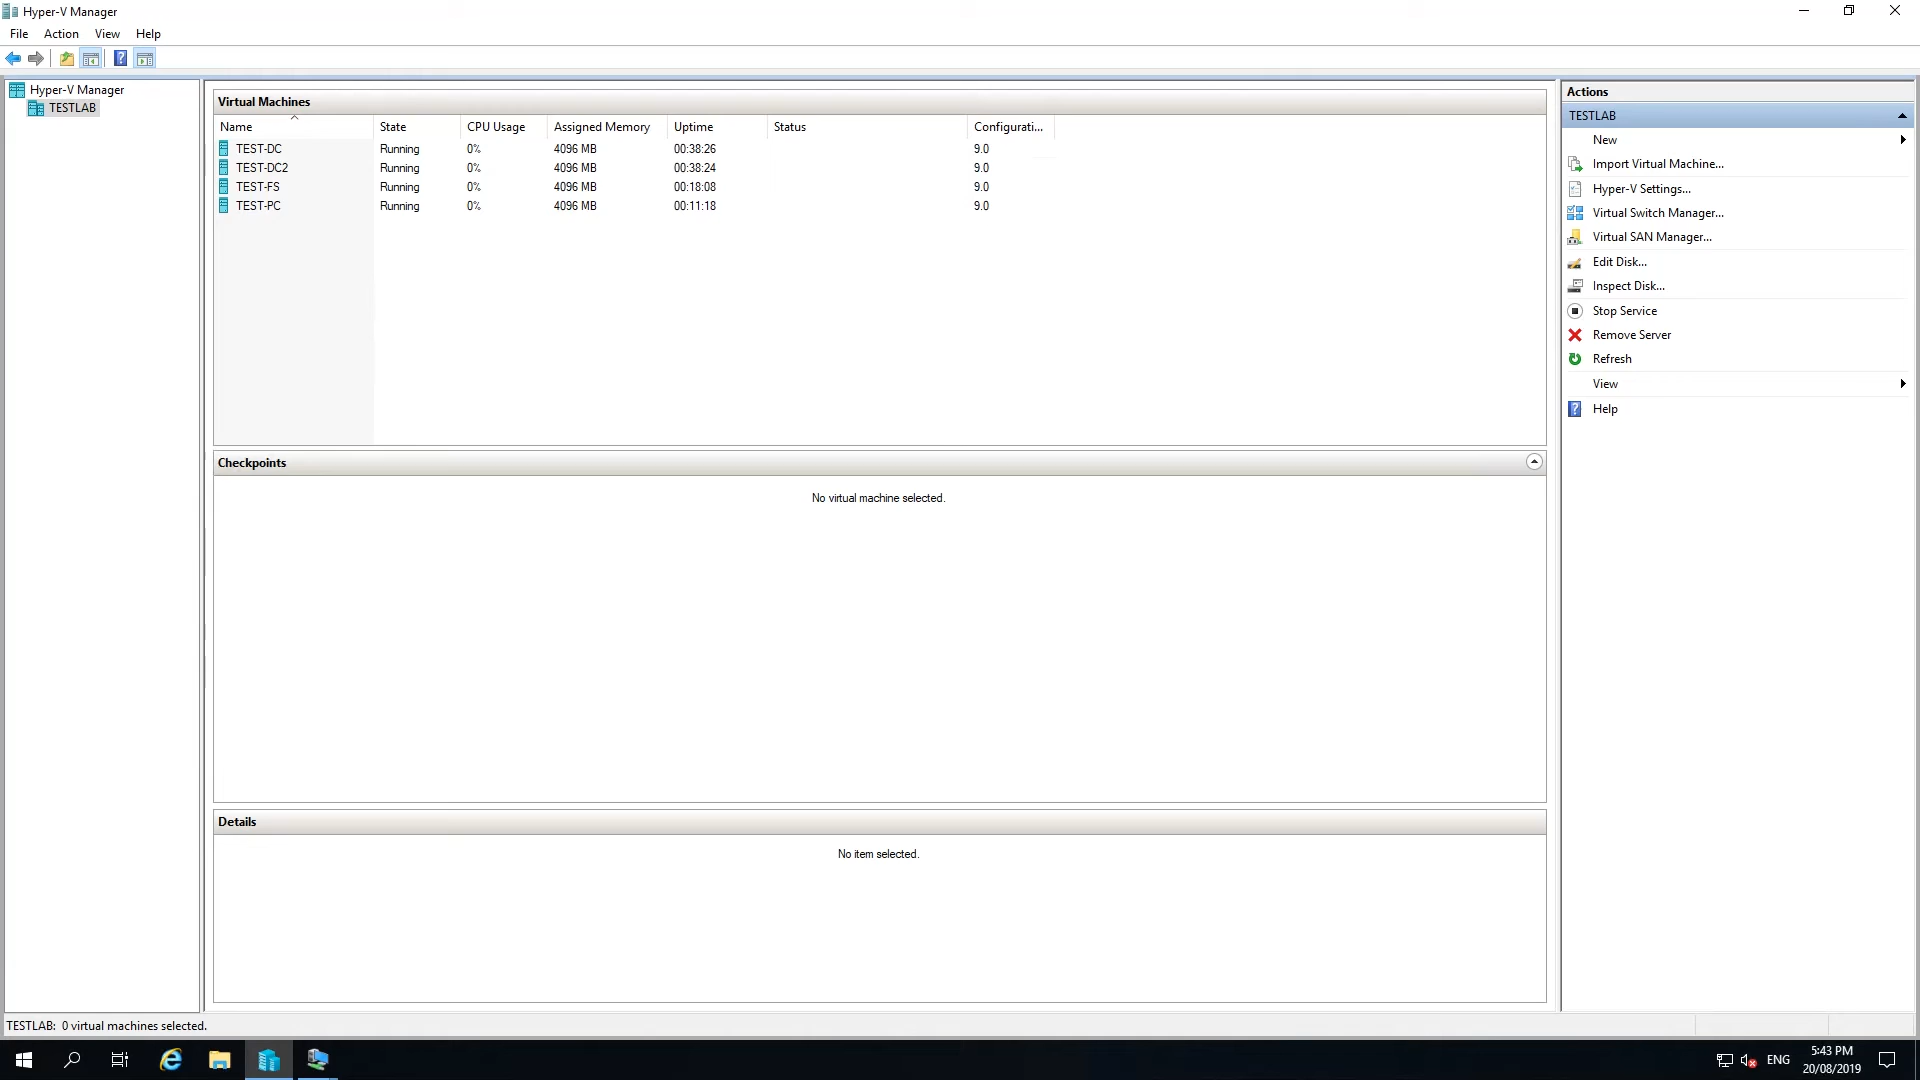 Hyper-V Manager
File Action View Help
Hyper-V Manager
TESTLAB
Virtual Machines
Name State CPU Usage Assigned Memory Uptime Status Configurati...
TEST-DC Running 0% 4096 MB 00:38:26 9.0
TEST-DC2 Running 0% 4096 MB 00:38:24 9.0
TEST-FS Running 0% 4096 MB 00:18:08 9.0
TEST-PC Running 0% 4096 MB 00:11:18 9.0
Checkpoints
No virtual machine selected.
Details
No item selected.
Actions
TESTLAB
New
Import Virtual Machine...
Hyper-V Settings...
Virtual Switch Manager...
Virtual SAN Manager...
Edit Disk...
Inspect Disk...
Stop Service
Remove Server
Refresh
View
Help
TESTLAB: 0 virtual machines selected.
ENG
5:43 PM
20/08/2019